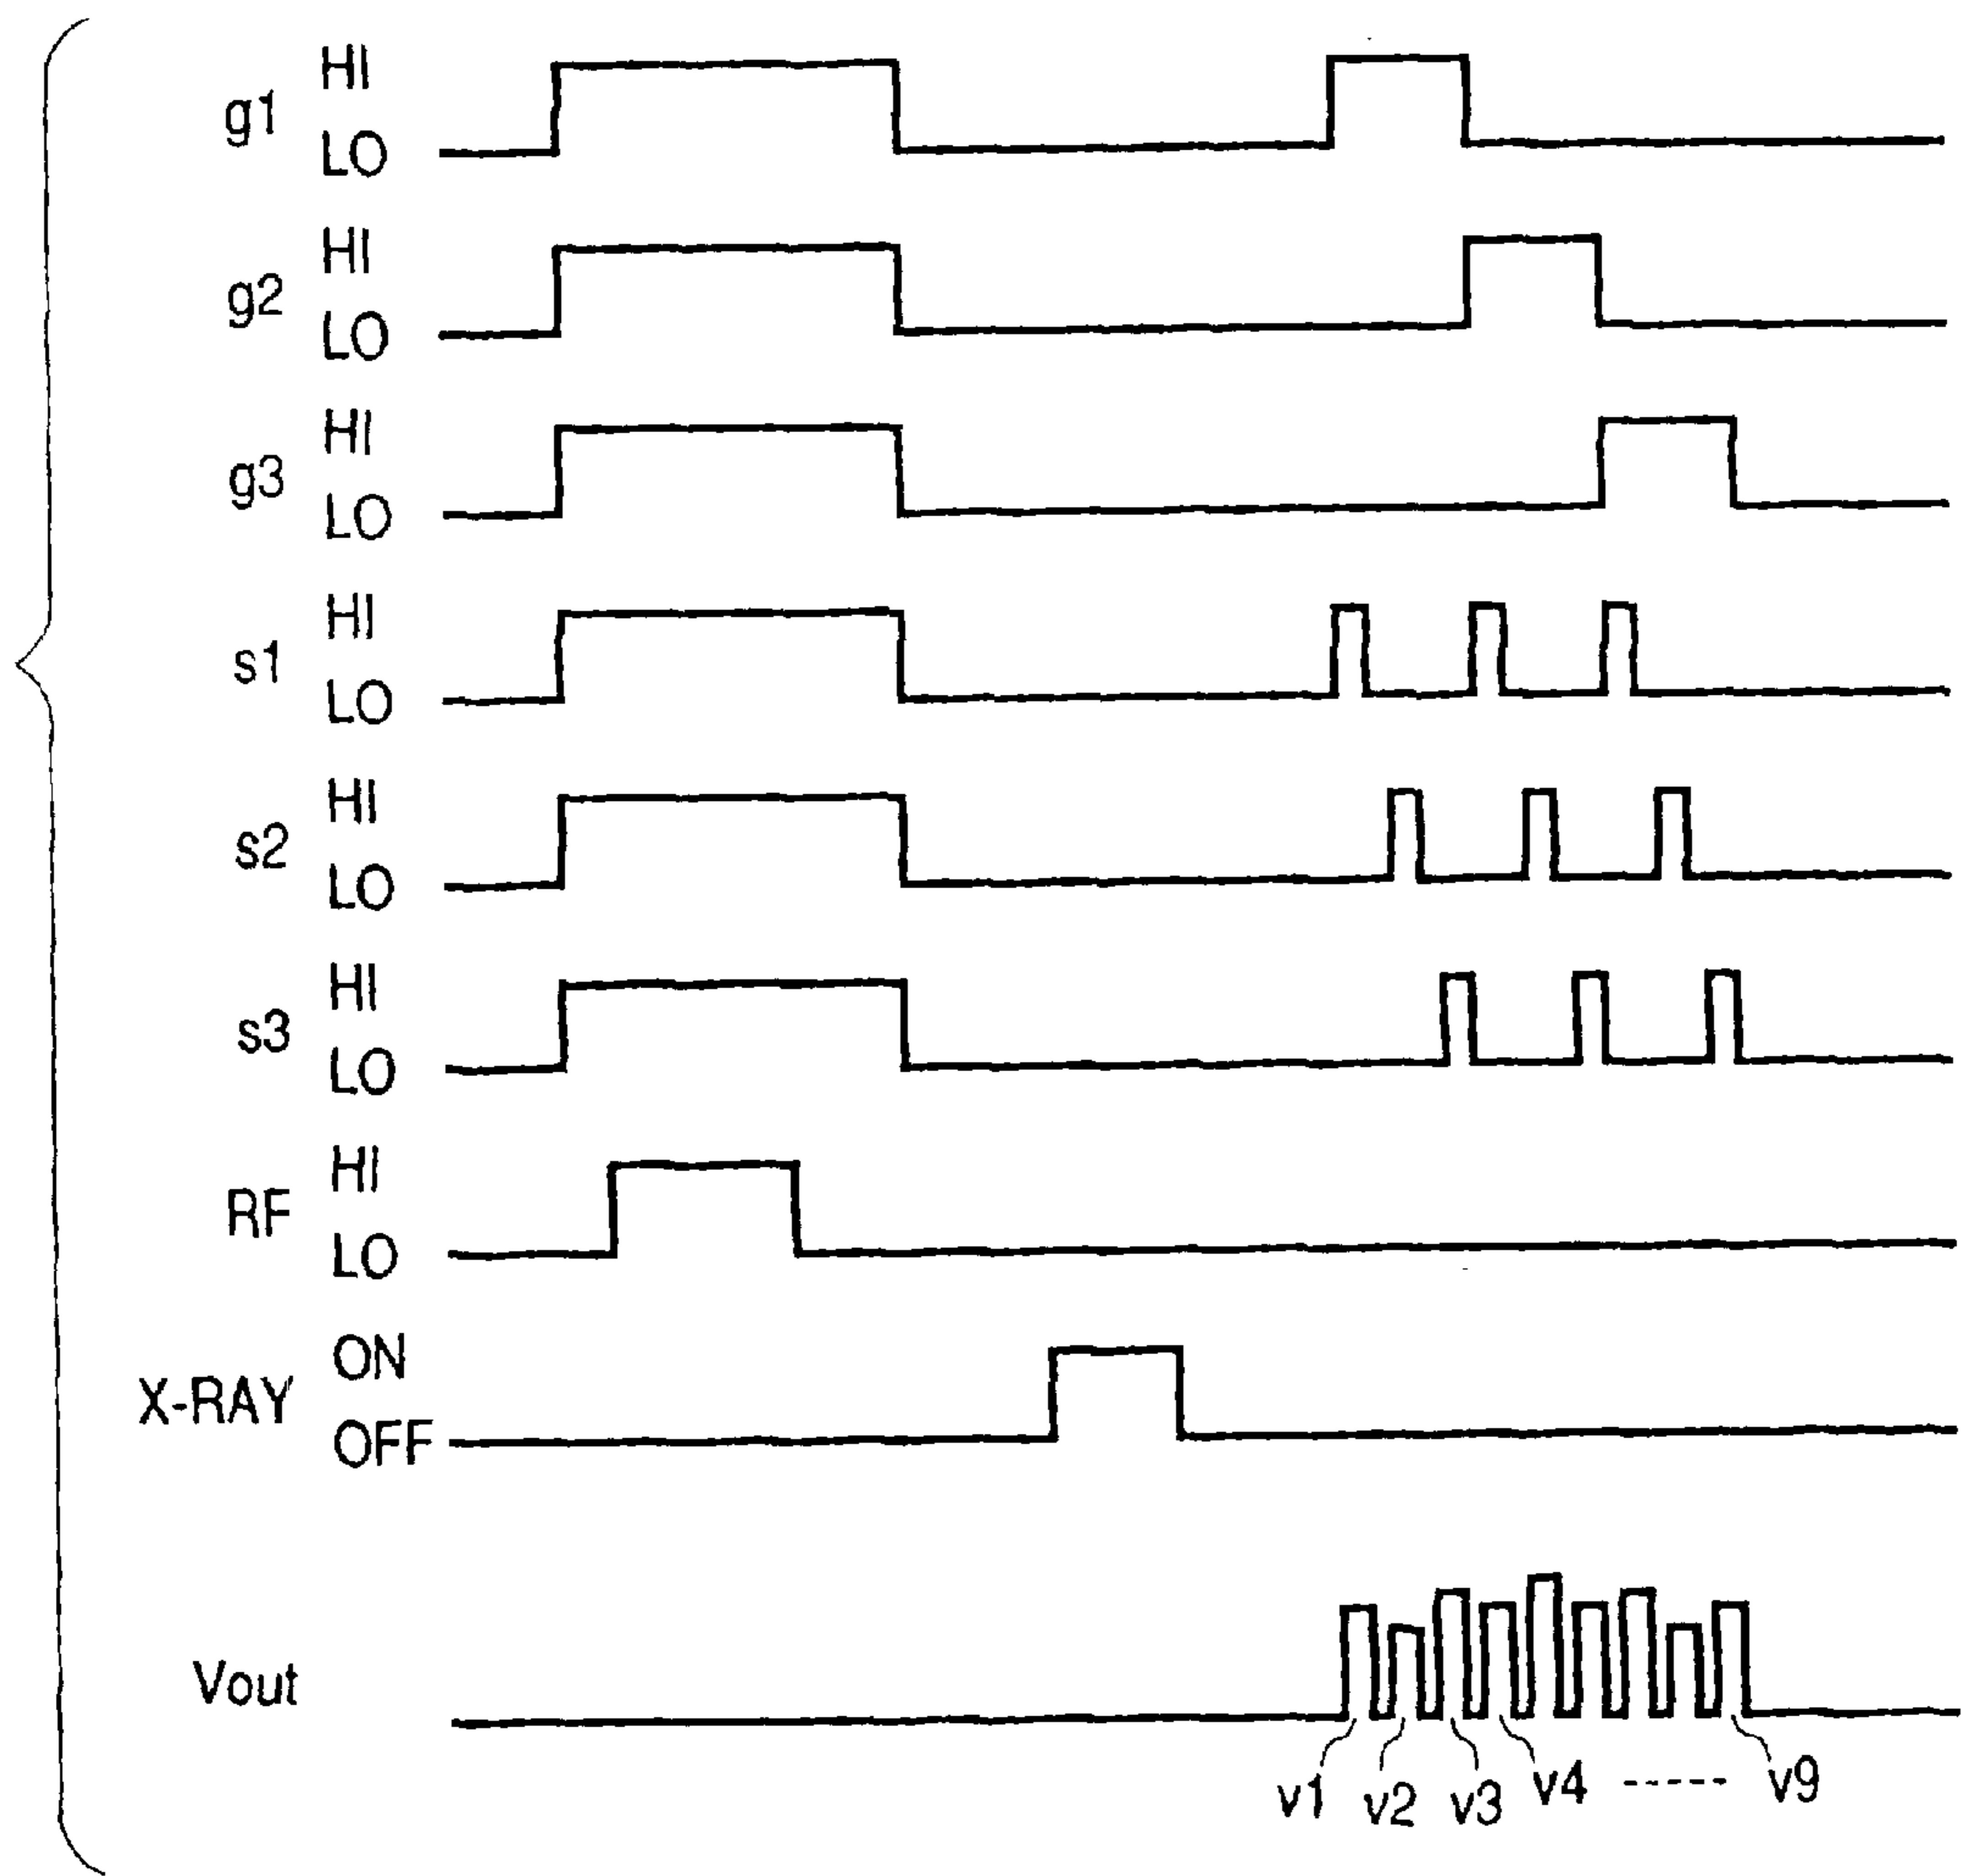 g1 HI
LO
g2 HI
LO
g3 HI
LO
s1 HI
LO
s2 HI
LO
s3 HI
LO
RF HI
LO
X-RAY ON
OFF
Vout
v1 v2 v3 v4 ----- v9